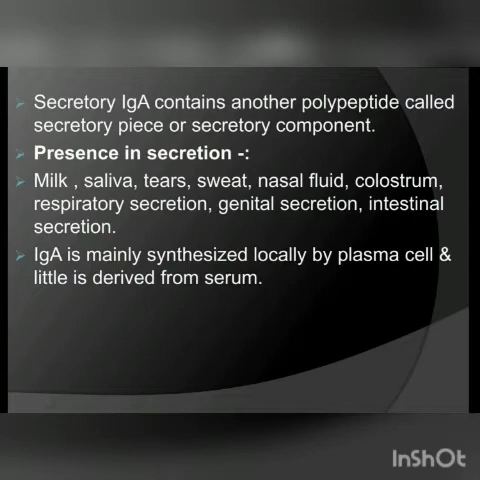 Secretory IgA contains another polypeptide called
secretory piece or secretory component.
Presence in secretion -:
Milk , saliva, tears, sweat, nasal fluid, colostrum,
respiratory secretion, genital secretion, intestinal
secretion.
IgA is mainly synthesized locally by plasma cell &
little is derived from serum.
InShOt